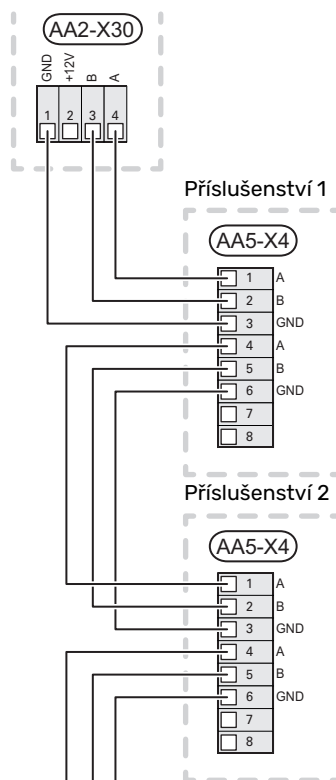 AA2-X30
GND +12V B A
1 2 3 4
Příslušenství 1
AA5-X4
1 A
2 B
3 GND
4 A
5 B
6 GND
7
8
Příslušenství 2
AA5-X4
1 A
2 B
3 GND
4 A
5 B
6 GND
7
8